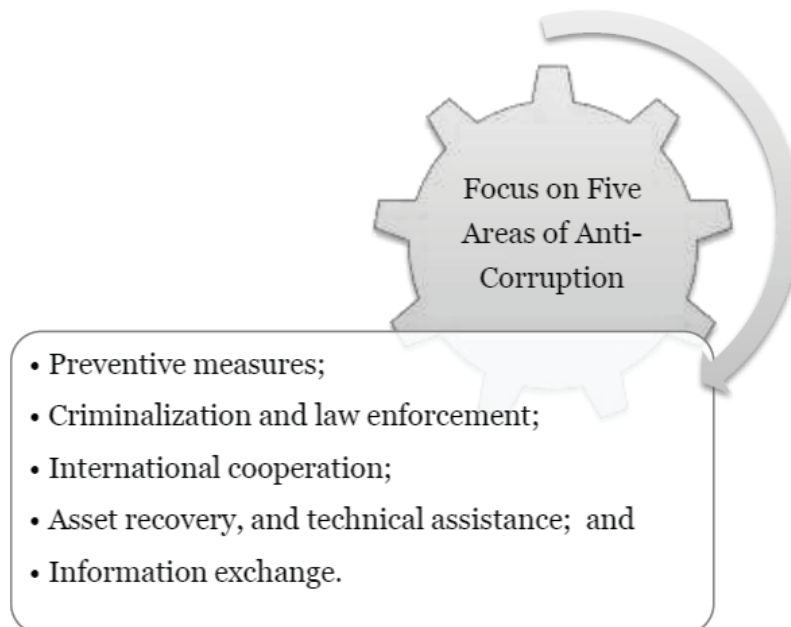 Focus on Five
Areas of Anti-
Corruption
• Preventive measures;
• Criminalization and law enforcement;
• International cooperation;
• Asset recovery, and technical assistance;  and
• Information exchange.